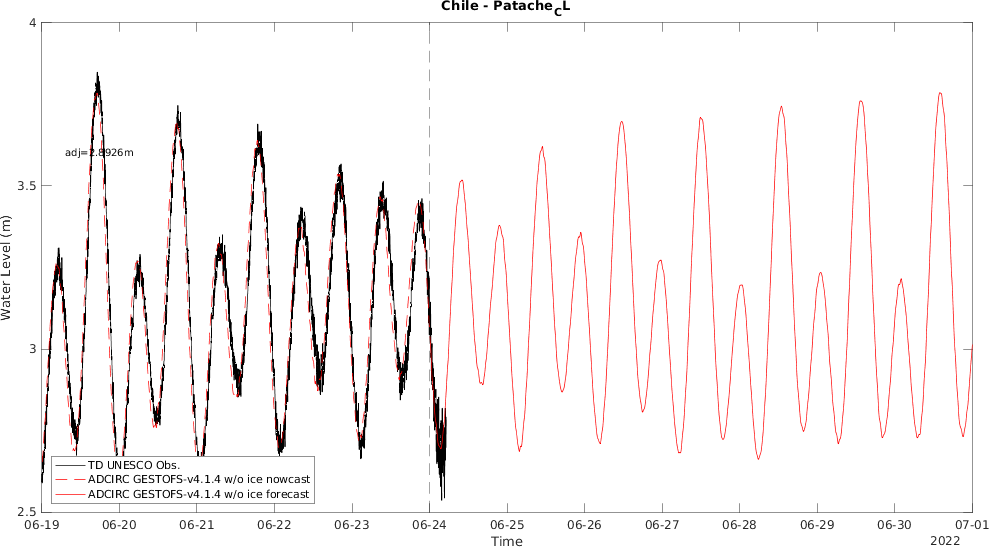 Chile - Patache_CL
4
3.5
3
2.5
Water Level (m)
adj=2.8926m
TD UNESCO Obs.
ADCIRC GESTOFS-v4.1.4 w/o ice nowcast
ADCIRC GESTOFS-v4.1.4 w/o ice forecast
06-19 06-20 06-21 06-22 06-23 06-24 06-25 06-26 06-27 06-28 06-29 06-30 07-01
Time
2022